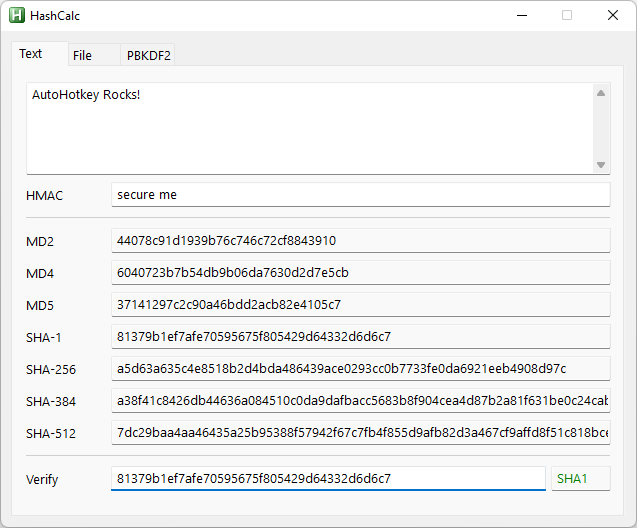 HashCalc
Text File PBKDF2
AutoHotkey Rocks!
HMAC secure me
MD2 44078c91d1939b76c746c72cf8843910
MD4 6040723b7b54db9b06da7630d2d7e5cb
MD5 37141297c2c90a46bdd2acb82e4105c7
SHA-1 81379b1ef7afe70595675f805429d64332d6d6c7
SHA-256 a5d63a635c4e8518b2d4bda486439ace0293cc0b7733fe0da6921eeb4908d97c
SHA-384 a38f41c8426db44636a084510c0da9dafbacc5683b8f904cea4d87b2a81f631be0c24cab
SHA-512 7dc29baa4aa46435a25b95388f57942f67c7fb4f855d9afb82d3a467cf9affd8f51c818bce
Verify 81379b1ef7afe70595675f805429d64332d6d6c7 SHA1